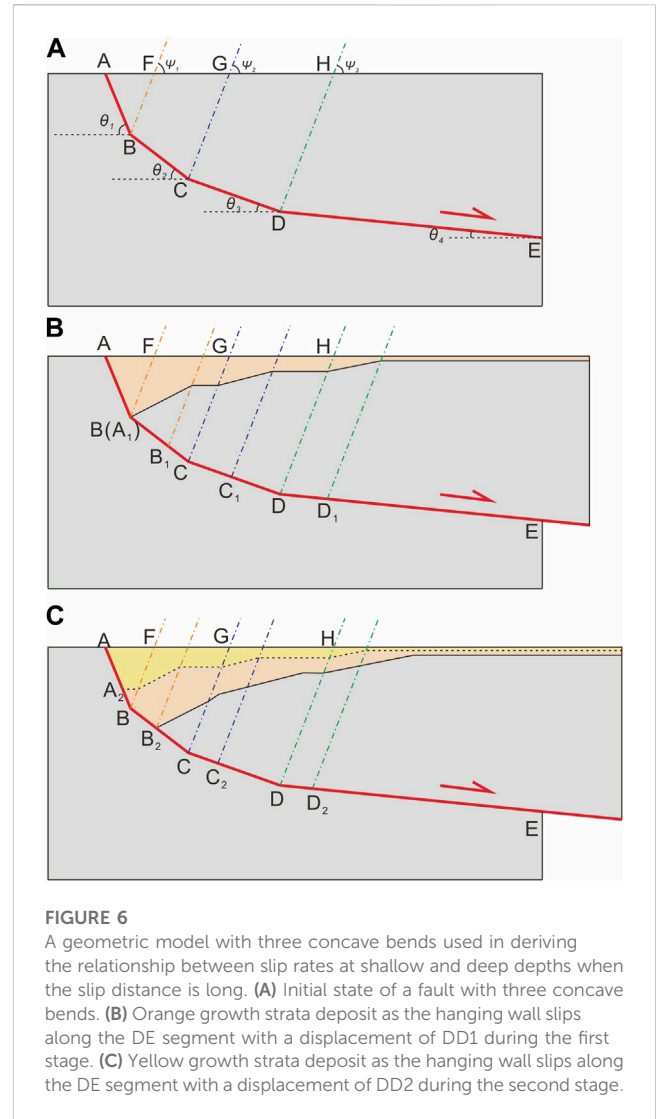 A
A F ψ₁ G ψ₂ H ψ₃
θ₁
B
θ₂
C
θ₃
D
θ₄
E
B
A F G H
B(A₁)
B₁
C
C₁
D
D₁
E
C
A F G H
A₂
B
B₂
C
C₂
D
D₂
E
FIGURE 6
A geometric model with three concave bends used in deriving
the relationship between slip rates at shallow and deep depths when
the slip distance is long. (A) Initial state of a fault with three concave
bends. (B) Orange growth strata deposit as the hanging wall slips
along the DE segment with a displacement of DD1 during the first
stage. (C) Yellow growth strata deposit as the hanging wall slips along
the DE segment with a displacement of DD2 during the second stage.